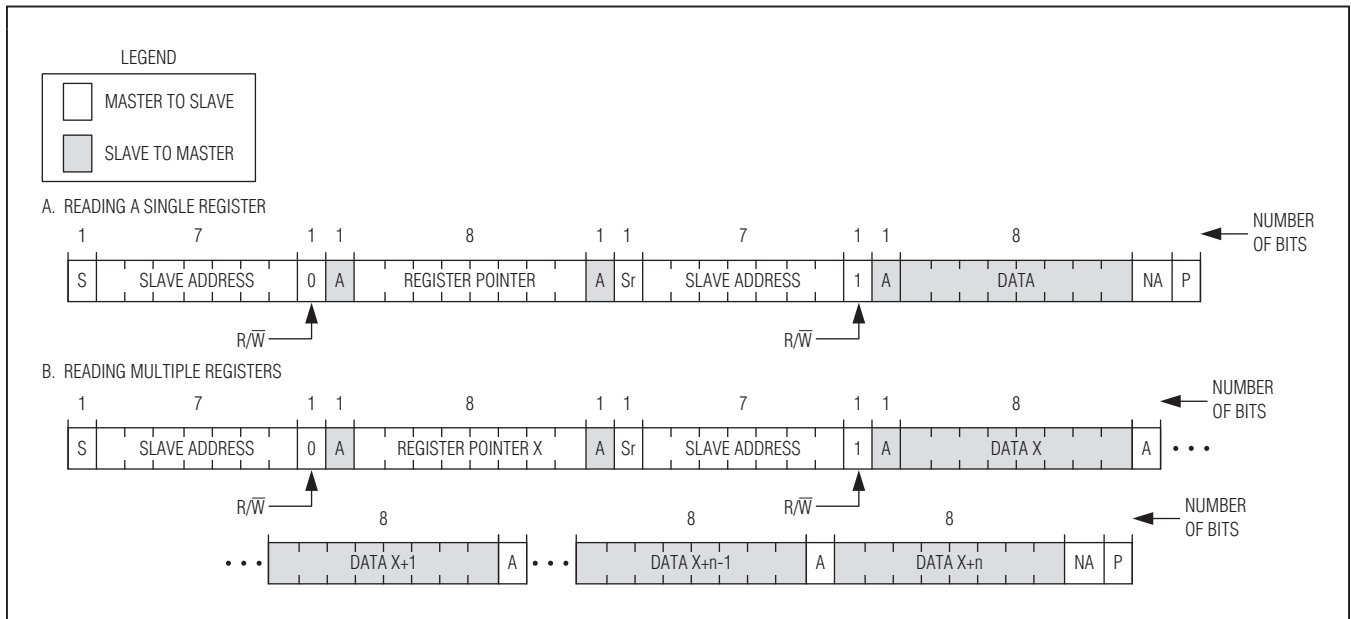 LEGEND
MASTER TO SLAVE
SLAVE TO MASTER
A. READING A SINGLE REGISTER
1 7 1 1 8 1 1 7 1 1 8 NUMBER OF BITS
S SLAVE ADDRESS 0 A REGISTER POINTER A Sr SLAVE ADDRESS 1 A DATA NA P
R/W̅ R/W̅
B. READING MULTIPLE REGISTERS
1 7 1 1 8 1 1 7 1 1 8 NUMBER OF BITS
S SLAVE ADDRESS 0 A REGISTER POINTER X A Sr SLAVE ADDRESS 1 A DATA X A • • •
R/W̅ R/W̅
8 8 8 NUMBER OF BITS
• • • DATA X+1 A • • • DATA X+n-1 A DATA X+n NA P